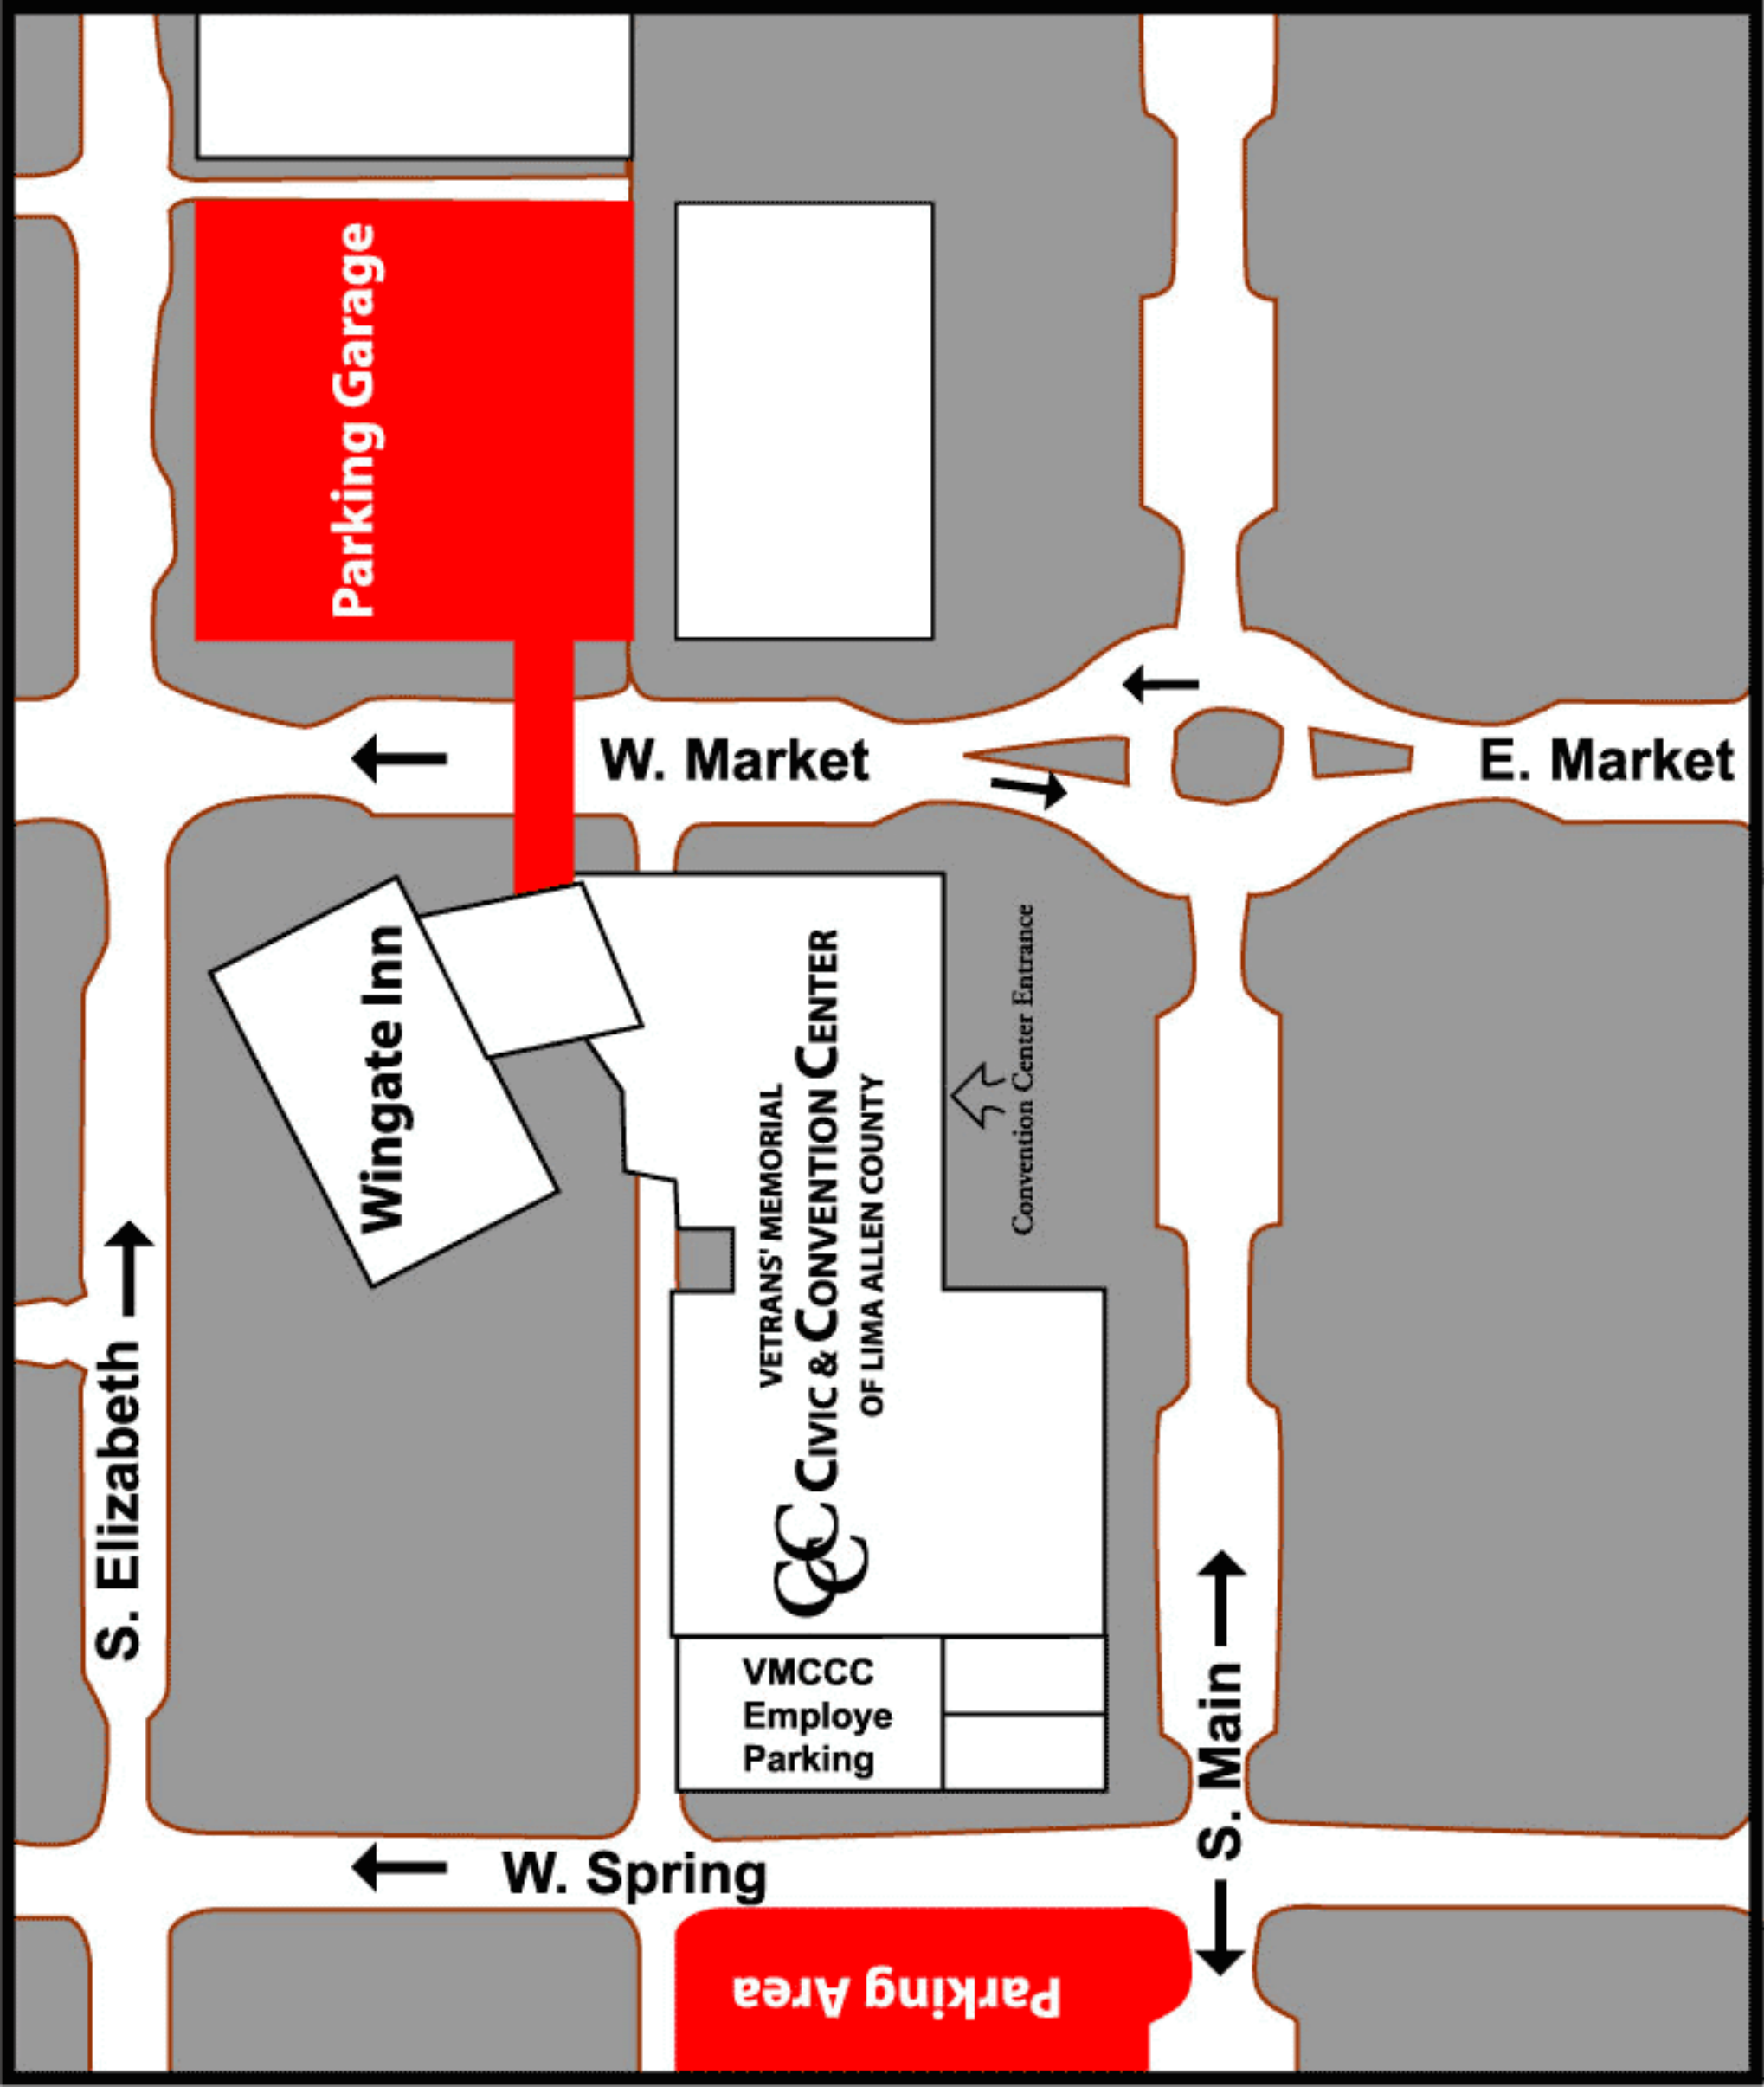 Parking Garage
W. Market
E. Market
Wingate Inn
Convention Center Entrance
VETRANS' MEMORIAL
CIVIC & CONVENTION CENTER
OF LIMA ALLEN COUNTY
CCC
S. Elizabeth
VMCCC
Employe
Parking
S. Main
W. Spring
Parking Area